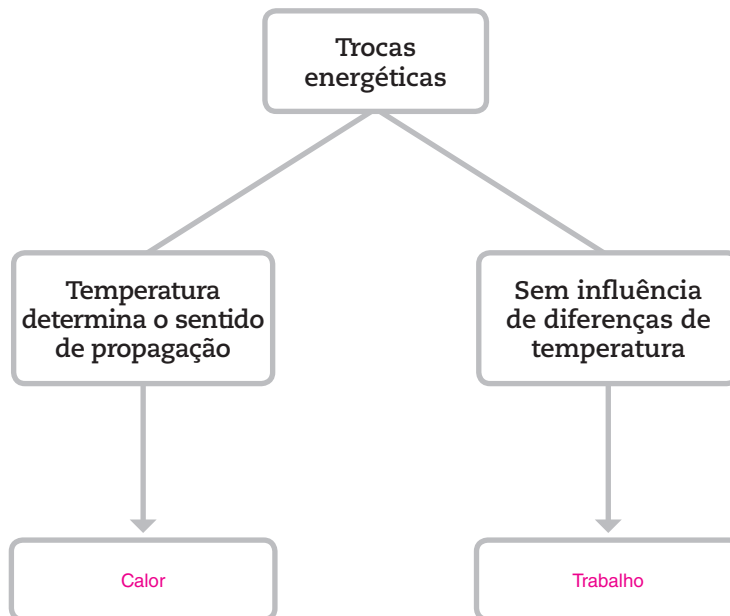 Trocas
energéticas
Temperatura
determina o sentido
de propagação
Sem influência
de diferenças de
temperatura
Calor
Trabalho